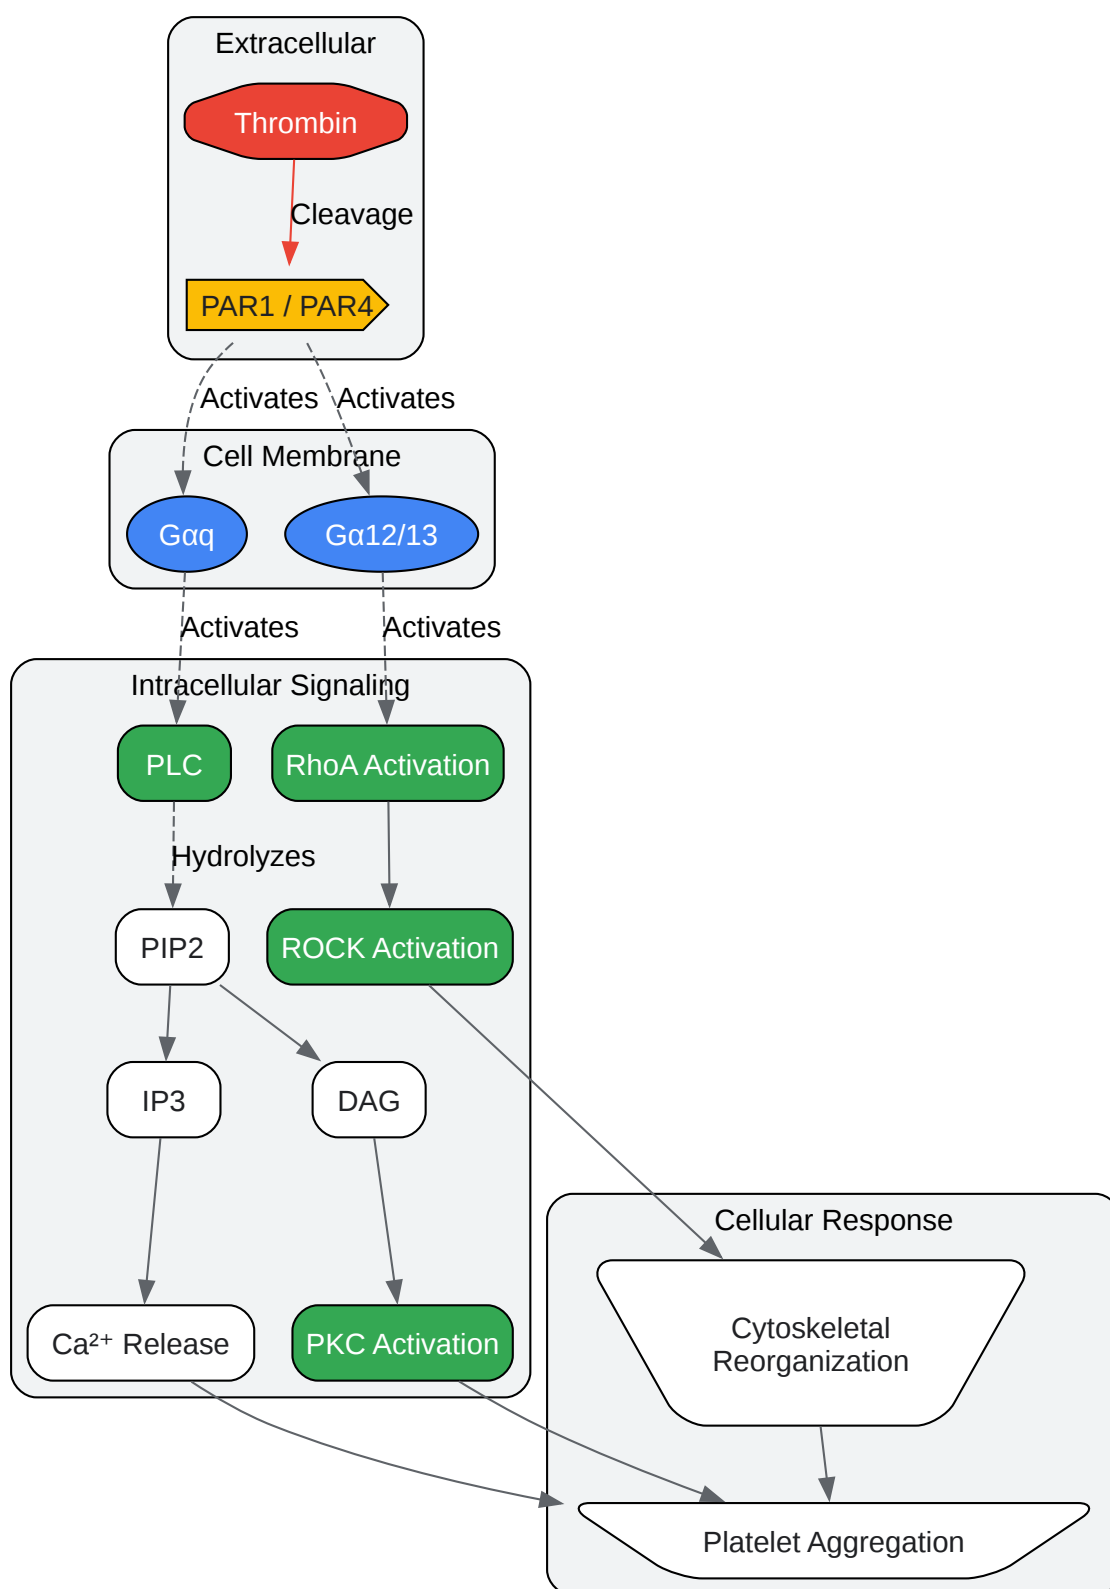 Extracellular
Thrombin
Cleavage
PAR1 / PAR4
Activates
Activates
Cell Membrane
Gαq
Gα12/13
Activates
Activates
Intracellular Signaling
PLC
RhoA Activation
Hydrolyzes
PIP2
ROCK Activation
IP3
DAG
Cellular Response
Cytoskeletal
Reorganization
Ca²⁺ Release
PKC Activation
Platelet Aggregation